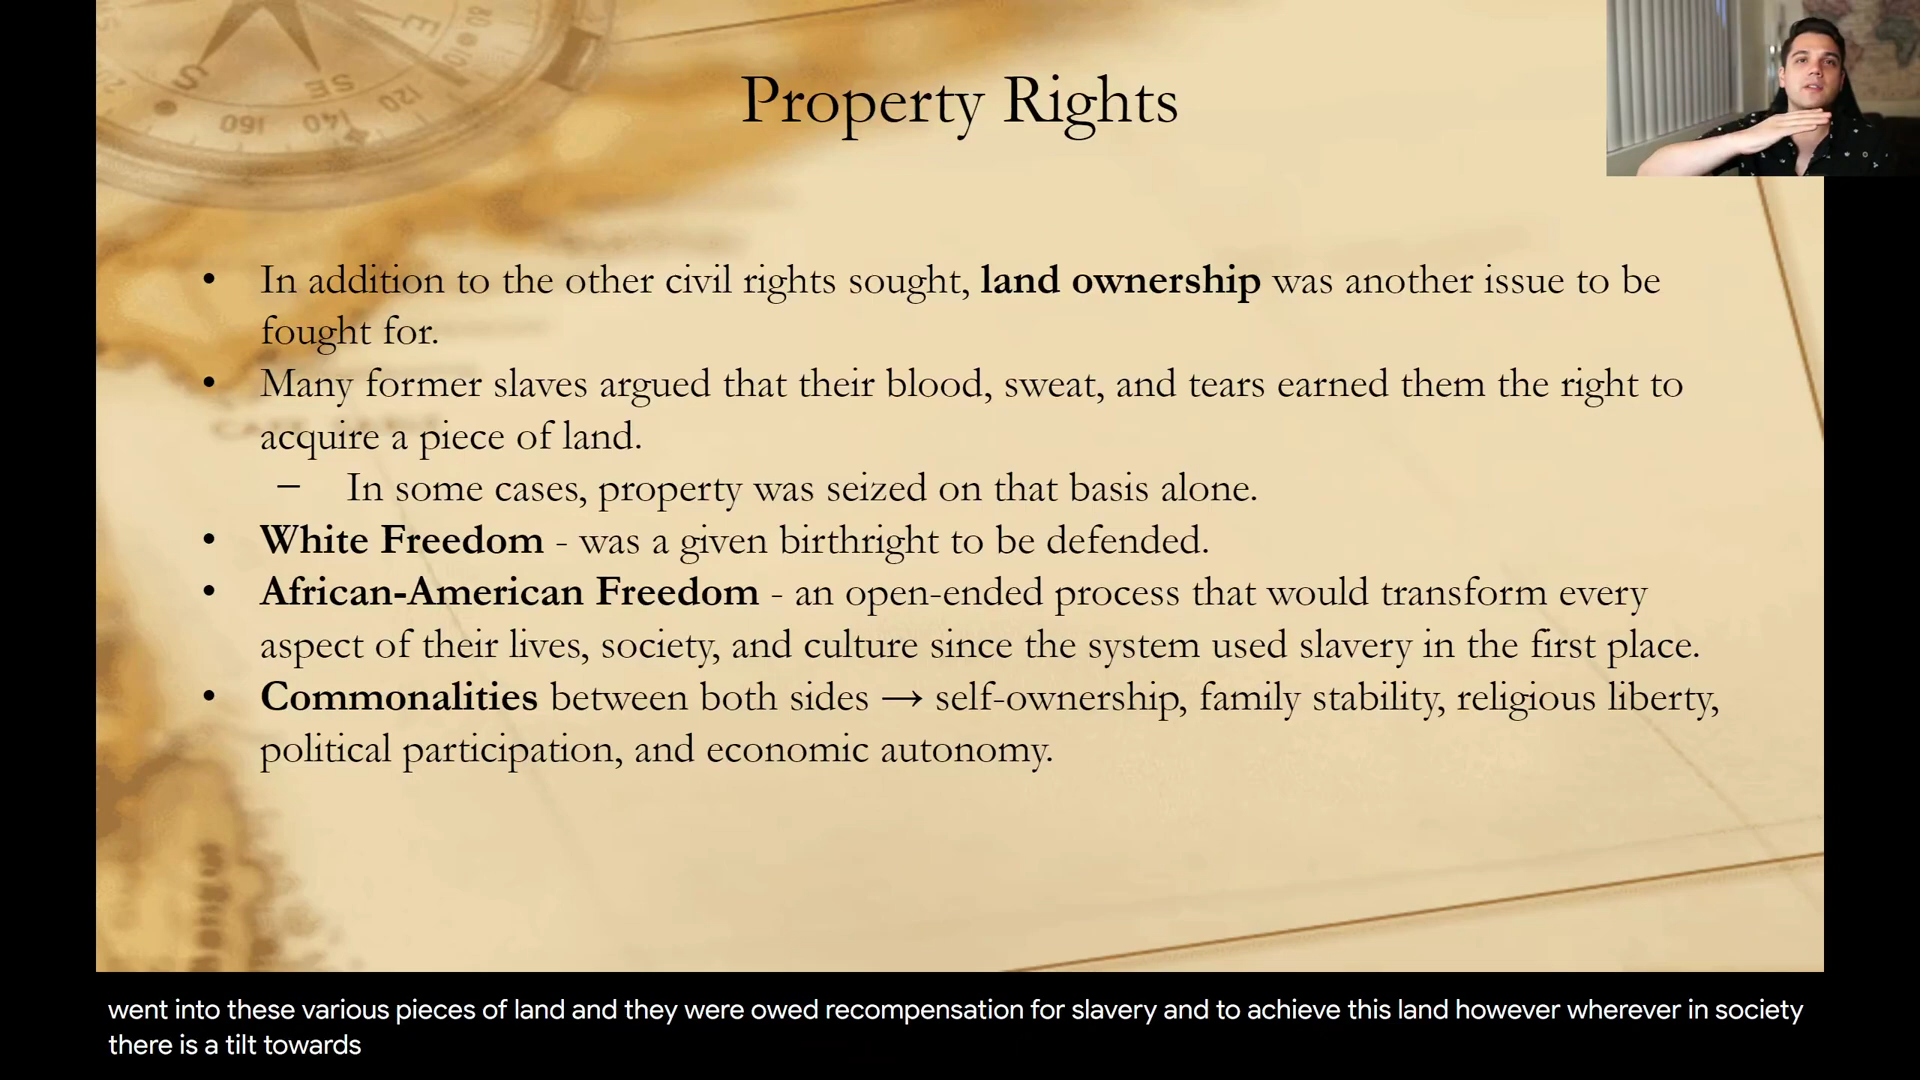 Property Rights
• In addition to the other civil rights sought, land ownership was another issue to be
fought for.
• Many former slaves argued that their blood, sweat, and tears earned them the right to
acquire a piece of land.
– In some cases, property was seized on that basis alone.
• White Freedom - was a given birthright to be defended.
• African-American Freedom - an open-ended process that would transform every
aspect of their lives, society, and culture since the system used slavery in the first place.
• Commonalities between both sides → self-ownership, family stability, religious liberty,
political participation, and economic autonomy.
went into these various pieces of land and they were owed recompensation for slavery and to achieve this land however wherever in society
there is a tilt towards
S
SE
E
160
140
120